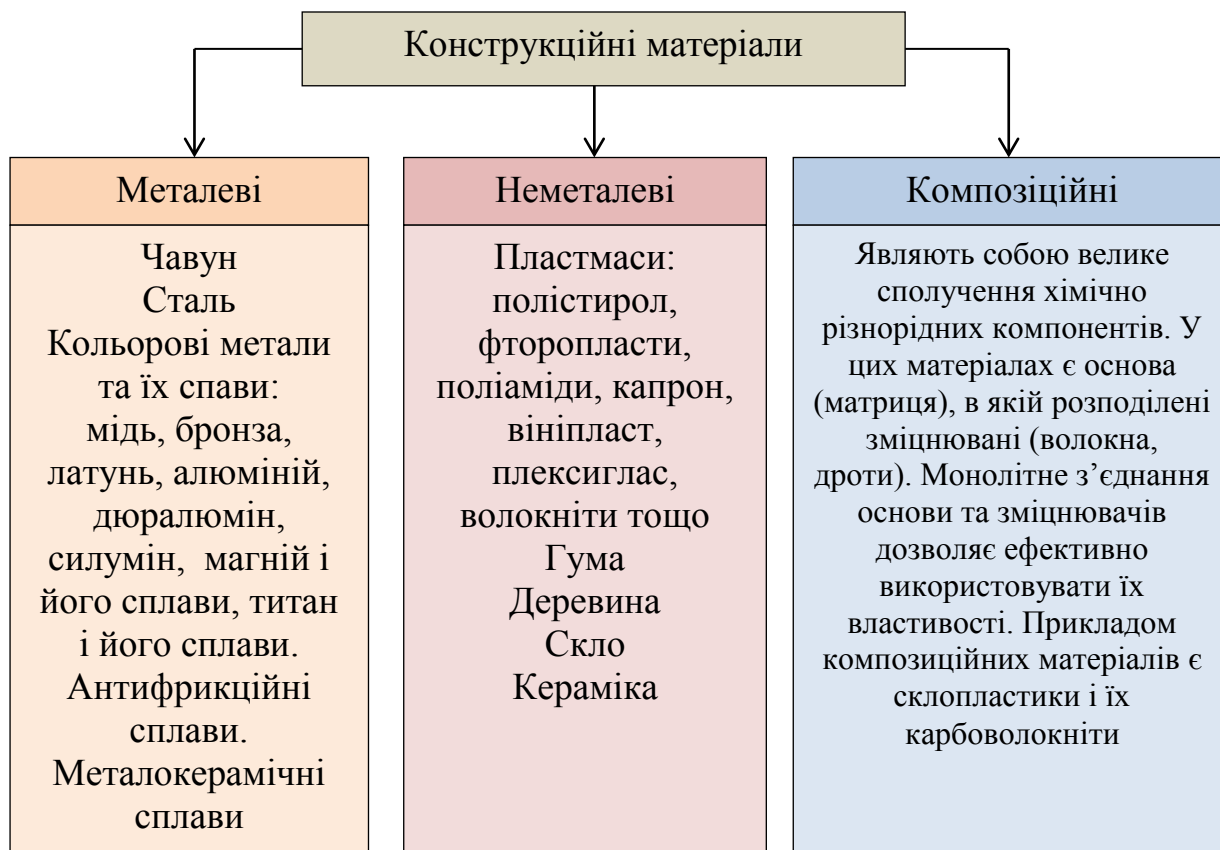 Конструкційні матеріали
Металеві
Чавун
Сталь
Кольорові метали
та їх спави:
мідь, бронза,
латунь, алюміній,
дюралюмін,
силумін,  магній і
його сплави, титан
і його сплави.
Антифрикційні
сплави.
Металокерамічні
сплави
Неметалеві
Пластмаси:
полістирол,
фторопласти,
поліаміди, капрон,
вініпласт,
плексиглас,
волокніти тощо
Гума
Деревина
Скло
Кераміка
Композіційні
Являють собою велике
сполучення хімічно
різнорідних компонентів. У
цих матеріалах є основа
(матриця), в якій розподілені
зміцнювані (волокна,
дроти). Монолітне з’єднання
основи та зміцнювачів
дозволяє ефективно
використовувати їх
властивості. Прикладом
композиційних матеріалів є
склопластики і їх
карбоволокніти